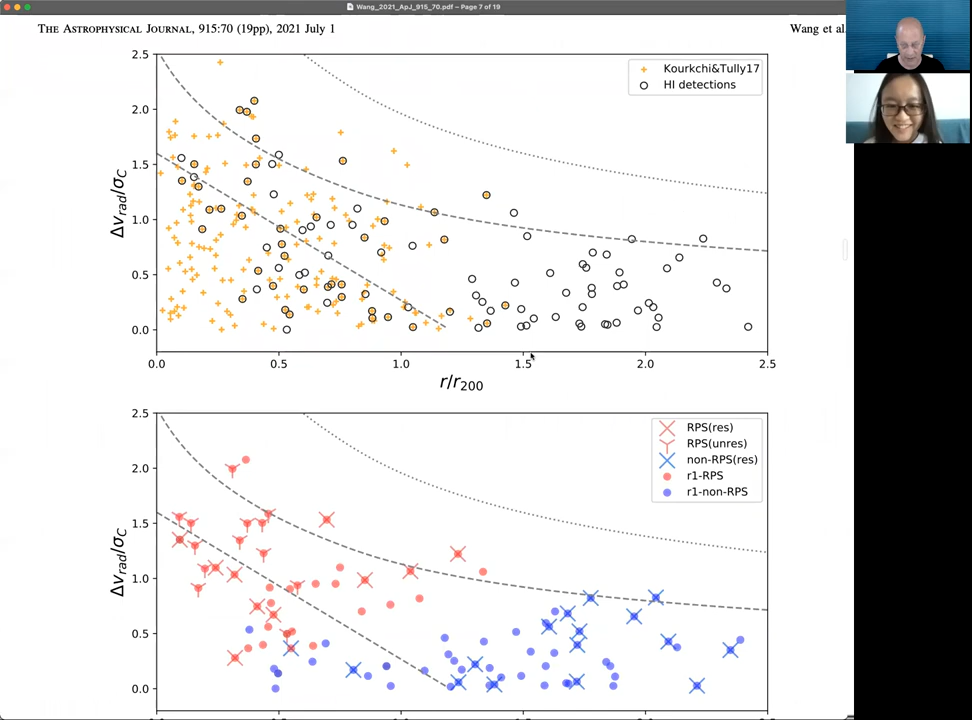 Wang_2021_ApJ_915_70.pdf – Page 7 of 19
THE ASTROPHYSICAL JOURNAL, 915:70 (19pp), 2021 July 1
Wang et al.
2.5
2.0
1.5
1.0
0.5
0.0
Δv_rad/σ_C
Kourkchi&Tully17
HI detections
0.0 0.5 1.0 1.5 2.0 2.5
r/r_200
2.5
2.0
1.5
1.0
0.5
0.0
Δv_rad/σ_C
RPS(res)
RPS(unres)
non-RPS(res)
r1-RPS
r1-non-RPS